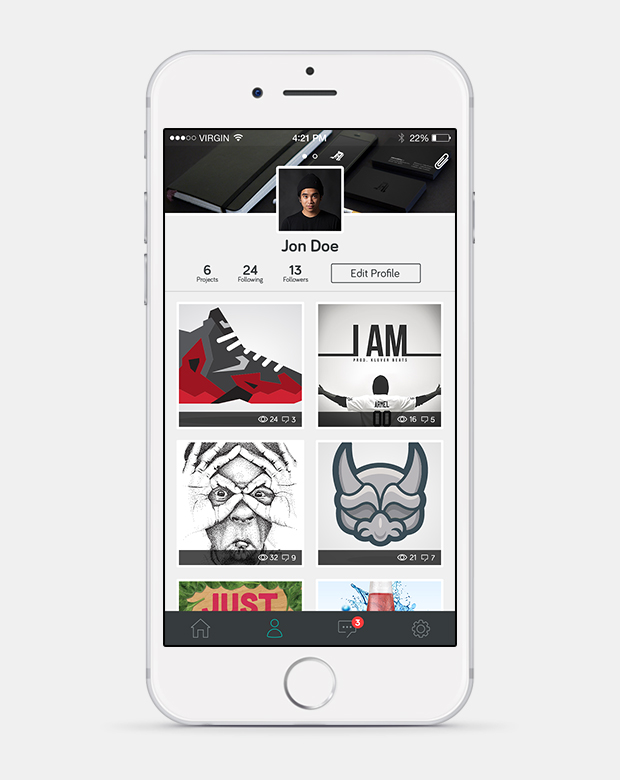 VIRGIN 4:21 PM 22%
Jon Doe
6 24 13
Projects Following Followers Edit Profile
I AM
PROD. KLOVER BEATS
ARMEL
00
24 3
16 5
32 9
21 7
JUST
3